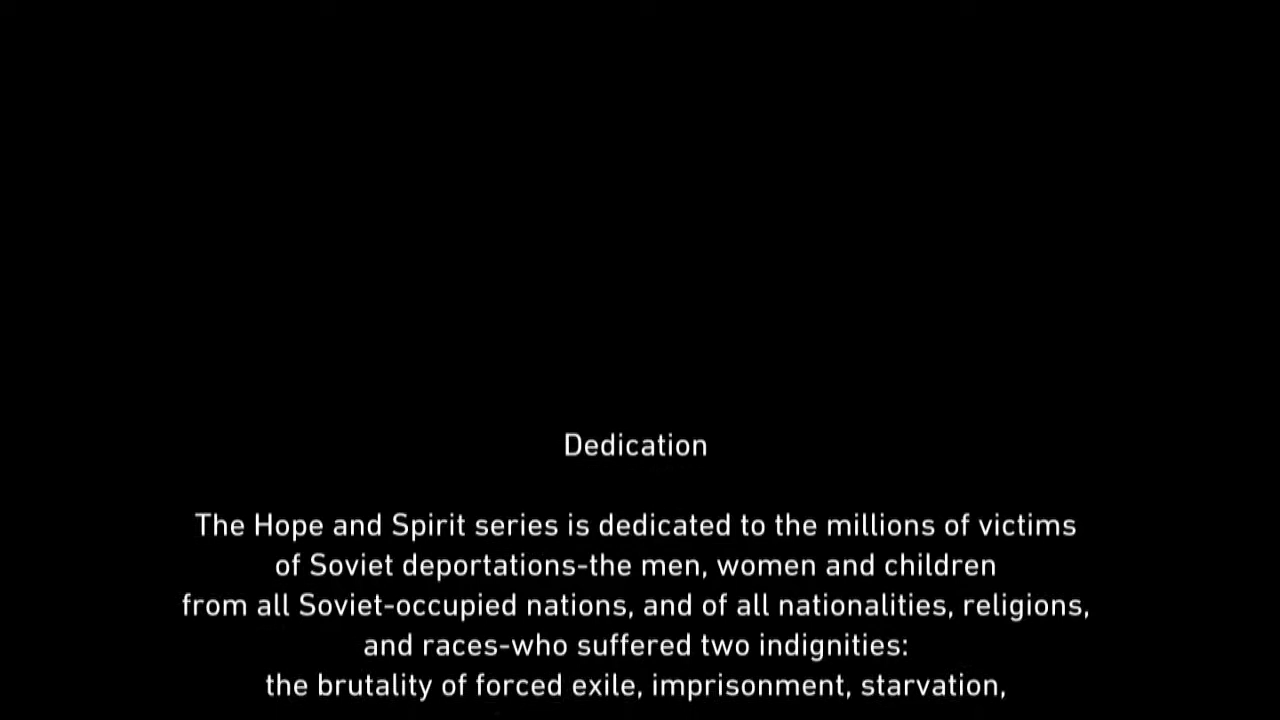 Dedication
The Hope and Spirit series is dedicated to the millions of victims
of Soviet deportations-the men, women and children
from all Soviet-occupied nations, and of all nationalities, religions,
and races-who suffered two indignities:
the brutality of forced exile, imprisonment, starvation,